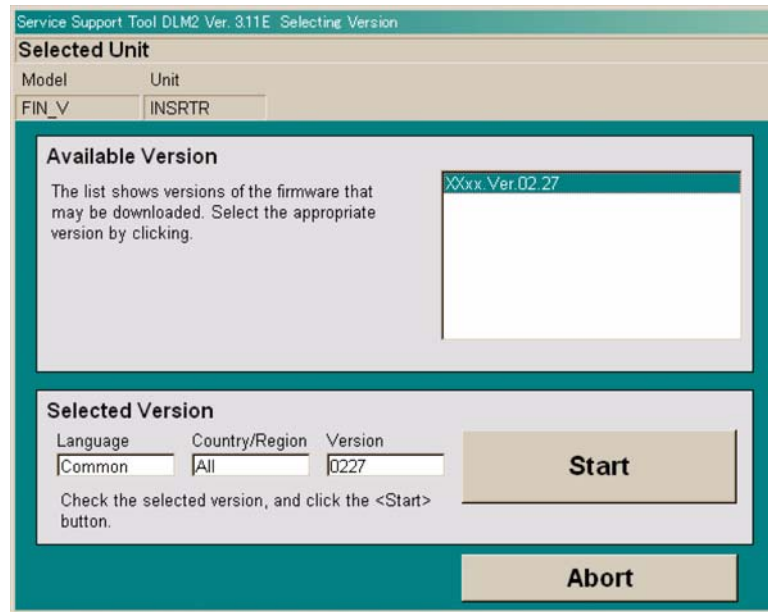 Service Support Tool DLM2 Ver. 3.11E Selecting Version
Selected Unit
Model Unit
FIN_V INSRTR
Available Version
The list shows versions of the firmware that
may be downloaded. Select the appropriate
version by clicking.
XXxx.Ver.02.27
Selected Version
Language Country/Region Version
Common All 0227
Check the selected version, and click the <Start>
button.
Start
Abort